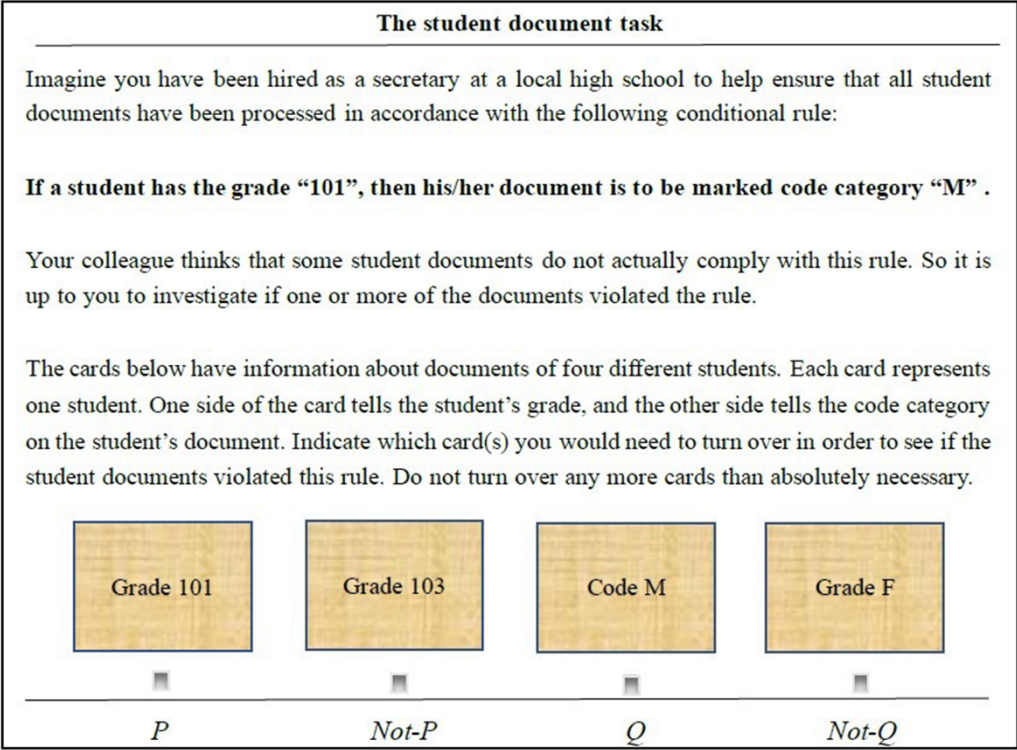 The student document task
Imagine you have been hired as a secretary at a local high school to help ensure that all student
documents have been processed in accordance with the following conditional rule:
If a student has the grade “101”, then his/her document is to be marked code category “M” .
Your colleague thinks that some student documents do not actually comply with this rule. So it is
up to you to investigate if one or more of the documents violated the rule.
The cards below have information about documents of four different students. Each card represents
one student. One side of the card tells the student’s grade, and the other side tells the code category
on the student’s document. Indicate which card(s) you would need to turn over in order to see if the
student documents violated this rule. Do not turn over any more cards than absolutely necessary.
Grade 101 Grade 103 Code M Grade F
P Not-P Q Not-Q